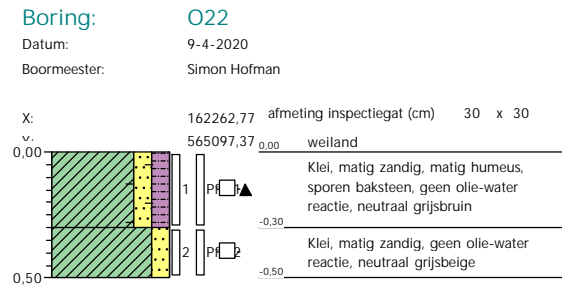 Boring: O22
Datum: 9-4-2020
Boormeester: Simon Hofman
X: 162262,77 afmeting inspectiegat (cm) 30 x 30
565097,37
0,00 0,00 weiland
Klei, matig zandig, matig humeus,
1 sporen baksteen, geen olie-water
reactie, neutraal grijsbruin
-0,30
2 Klei, matig zandig, geen olie-water
reactie, neutraal grijsbeige
0,50 -0,50